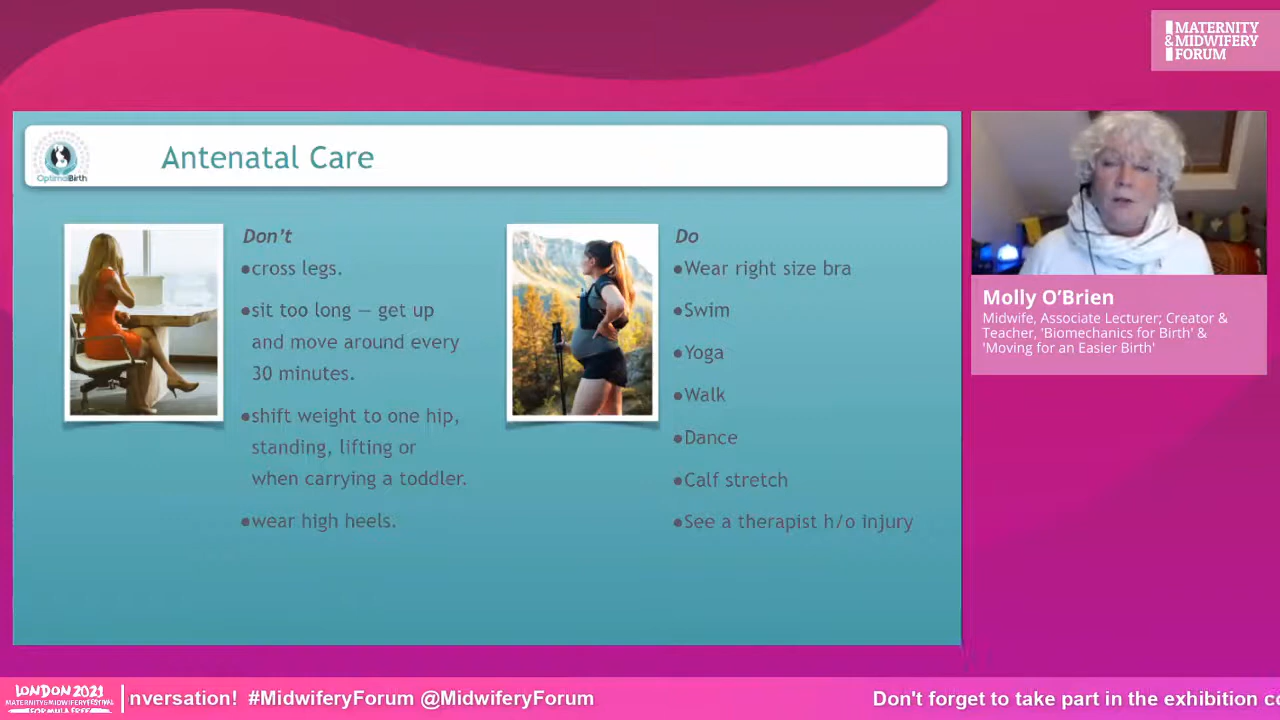 MATERNITY
&MIDWIFERY
FORUM
OptimalBirth
Antenatal Care
Don't
•cross legs.
•sit too long – get up
and move around every
30 minutes.
•shift weight to one hip,
standing, lifting or
when carrying a toddler.
•wear high heels.
Do
•Wear right size bra
•Swim
•Yoga
•Walk
•Dance
•Calf stretch
•See a therapist h/o injury
Molly O'Brien
Midwife, Associate Lecturer; Creator &
Teacher, 'Biomechanics for Birth' &
'Moving for an Easier Birth'
LONDON 2021
MATERNITY&MIDWIFERYFESTIVAL
FORMULA FREE
nversation! #MidwiferyForum @MidwiferyForum
Don't forget to take part in the exhibition co